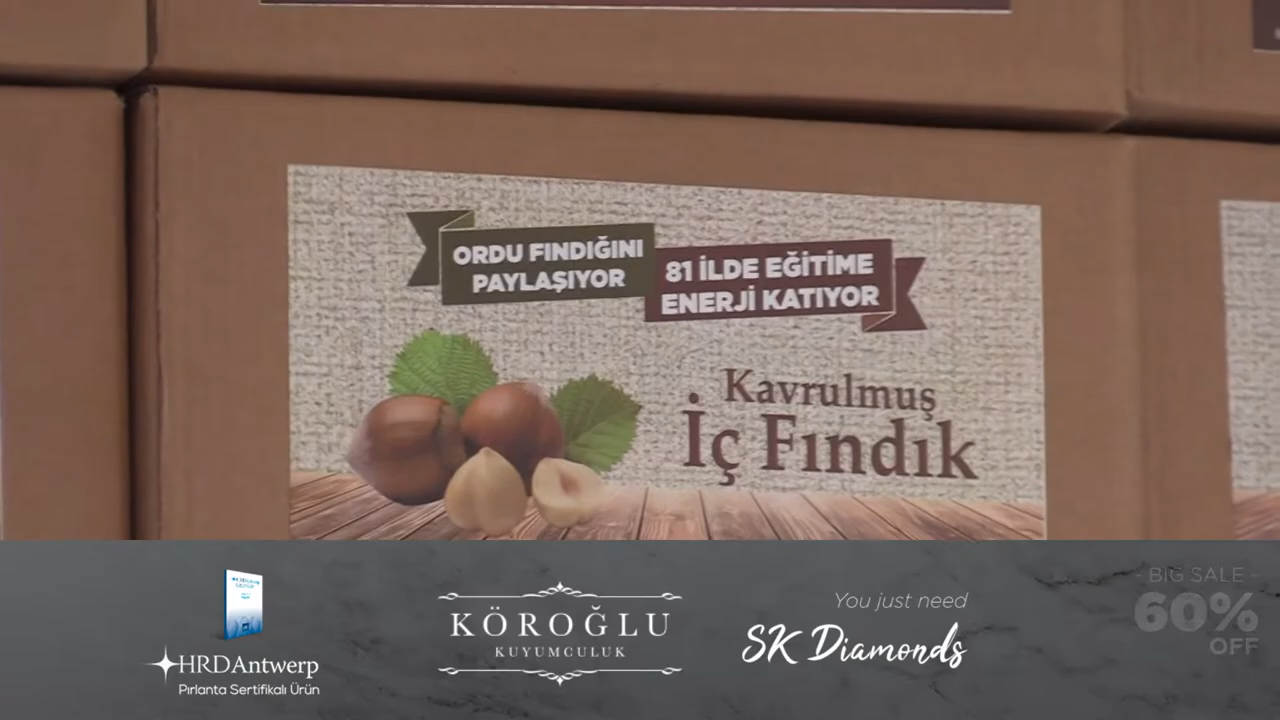 ORDU FINDIĞINI
PAYLAŞIYOR
81 İLDE EĞİTİME
ENERJİ KATIYOR
Kavrulmuş
İç Fındık
HRDAntwerp
Pırlanta Sertifikalı Ürün
KÖROĞLU
KUYUMCULUK
You just need
SK Diamonds
- BIG SALE -
60%
OFF